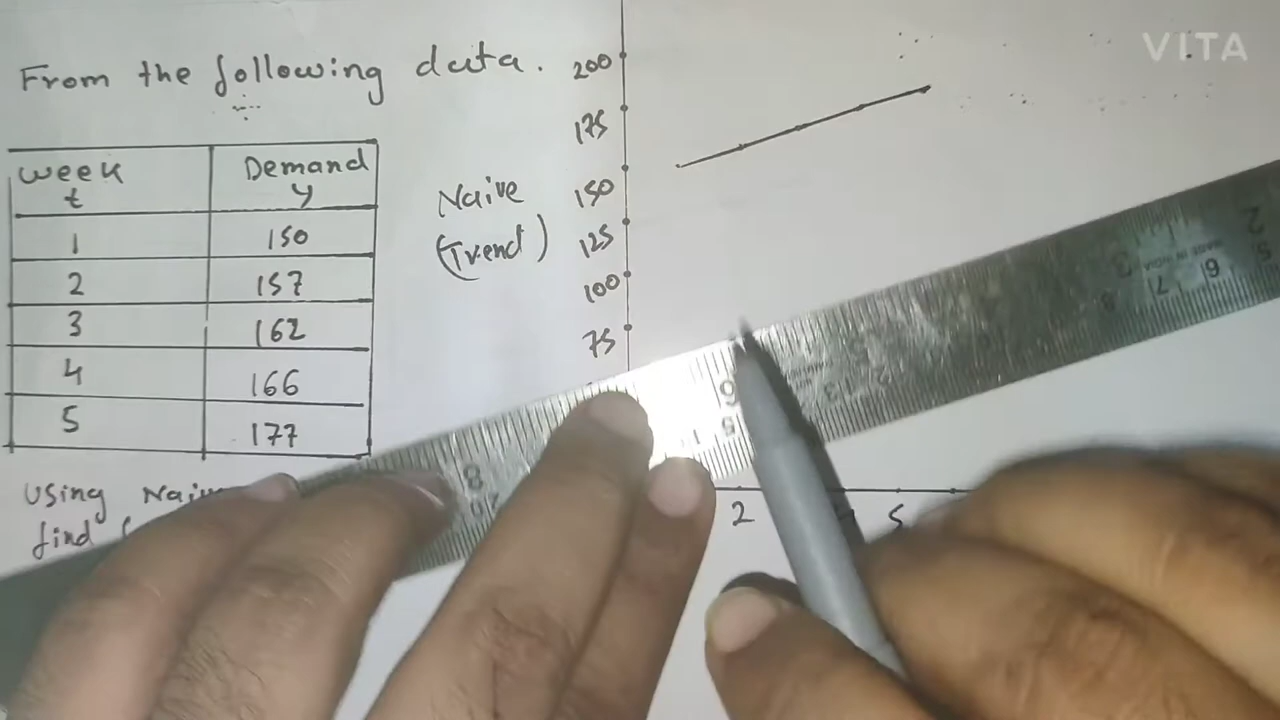 VITA
From the following data.
week t | Demand y
1 | 150
2 | 157
3 | 162
4 | 166
5 | 177
Using Naive
find
Naive
(Trend)
200
175
150
125
100
75
2
5